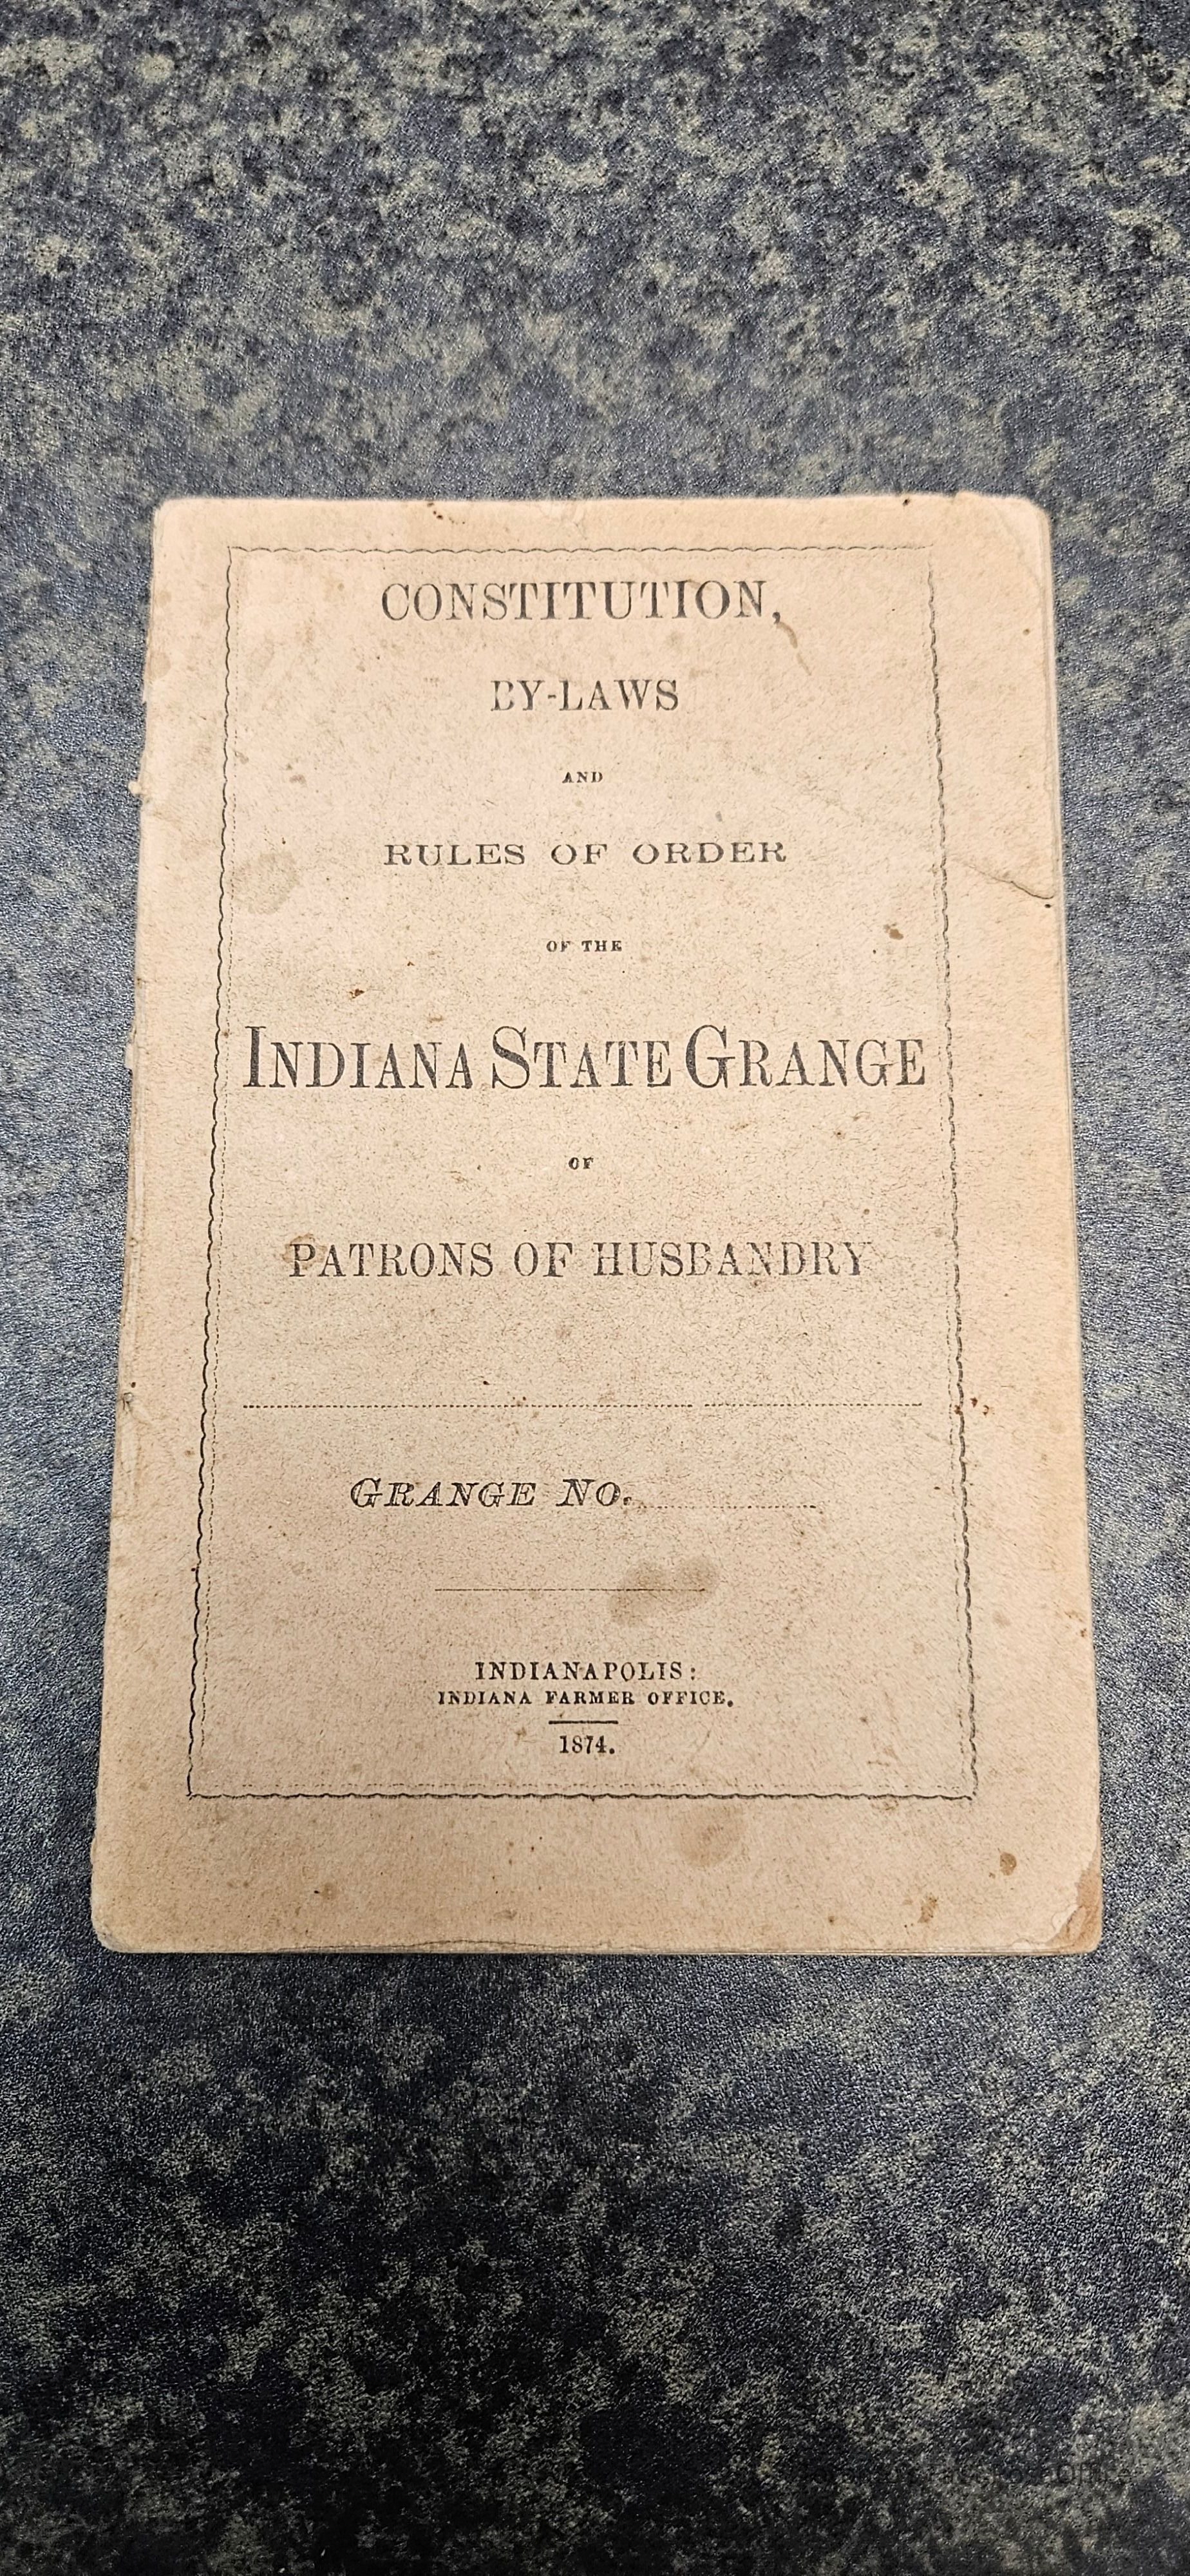 CONSTITUTION,
BY-LAWS
AND
RULES OF ORDER
OF THE
INDIANA STATE GRANGE
OF
PATRONS OF HUSBANDRY
GRANGE NO.
INDIANAPOLIS:
INDIANA FARMER OFFICE.
1874.